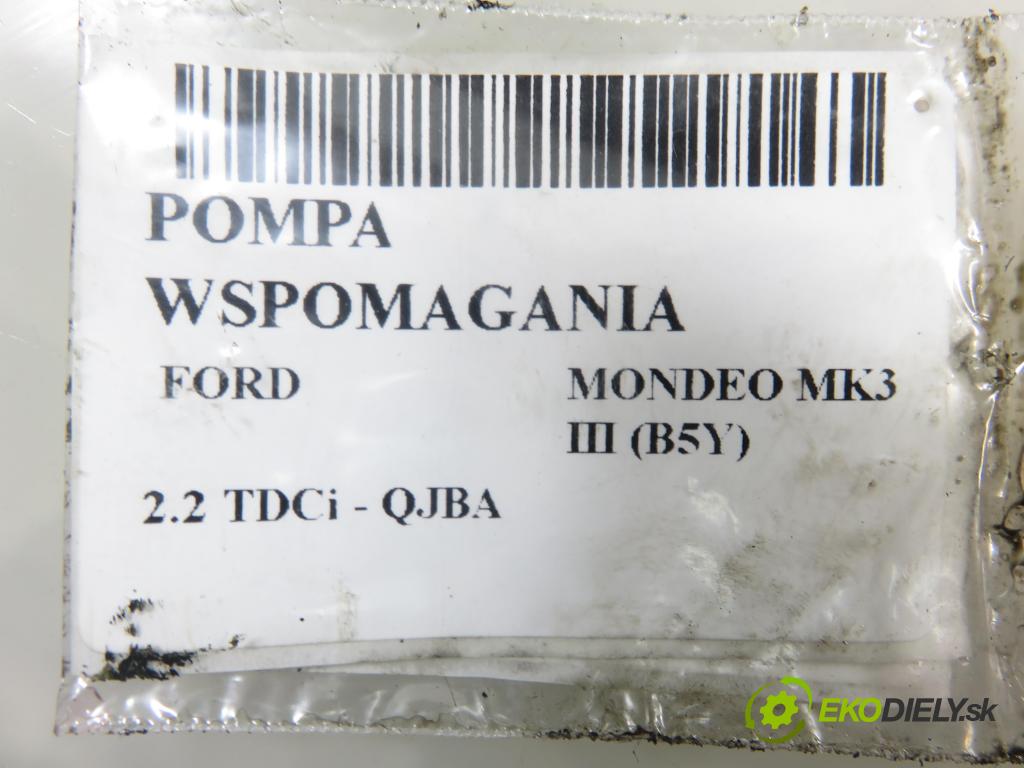 POMPA
WSPOMAGANIA
FORD
MONDEO MK3
III (B5Y)
2.2 TDCi - QJBA
EKODIELY.sk